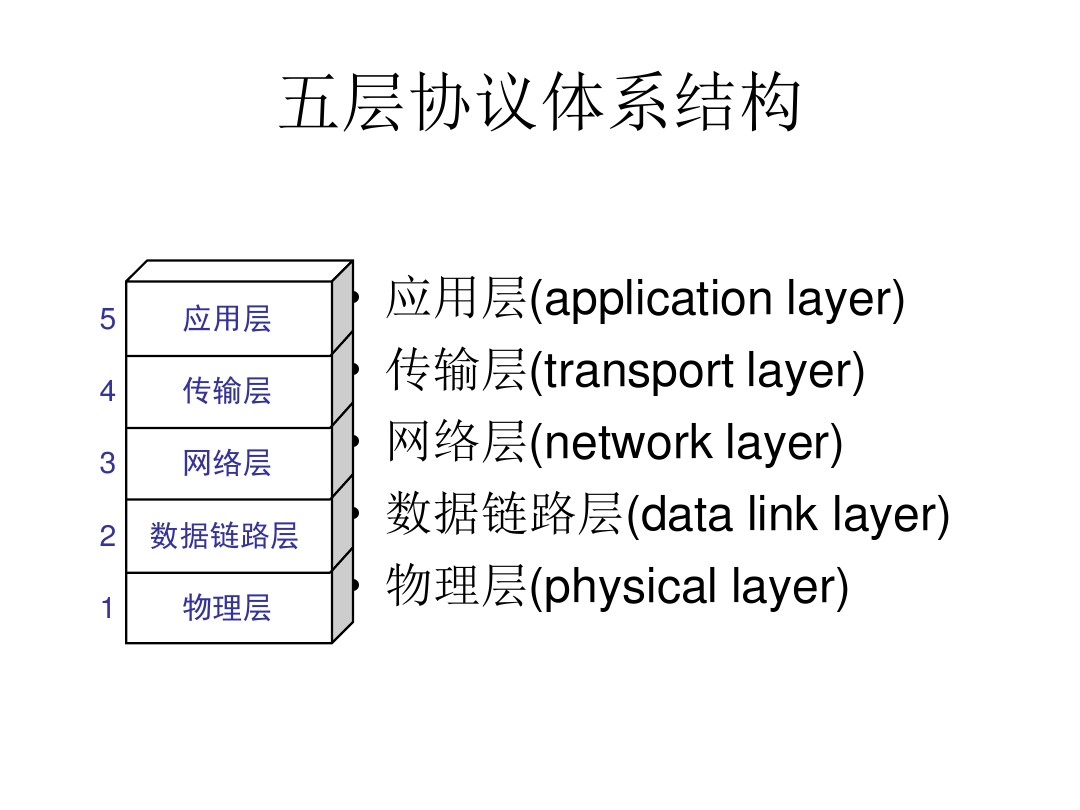 五层协议体系结构
5 应用层
4 传输层
3 网络层
2 数据链路层
1 物理层
• 应用层(application layer)
• 传输层(transport layer)
• 网络层(network layer)
• 数据链路层(data link layer)
• 物理层(physical layer)